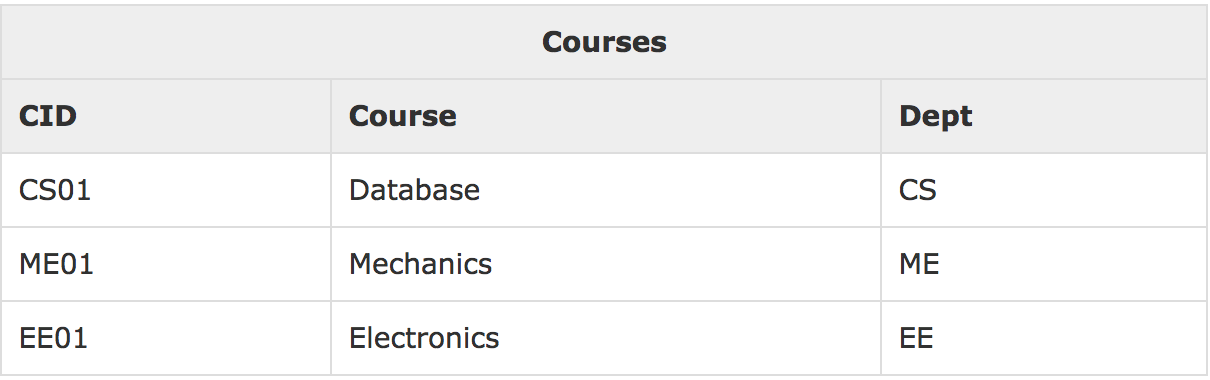 Courses
CID Course Dept
CS01 Database CS
ME01 Mechanics ME
EE01 Electronics EE